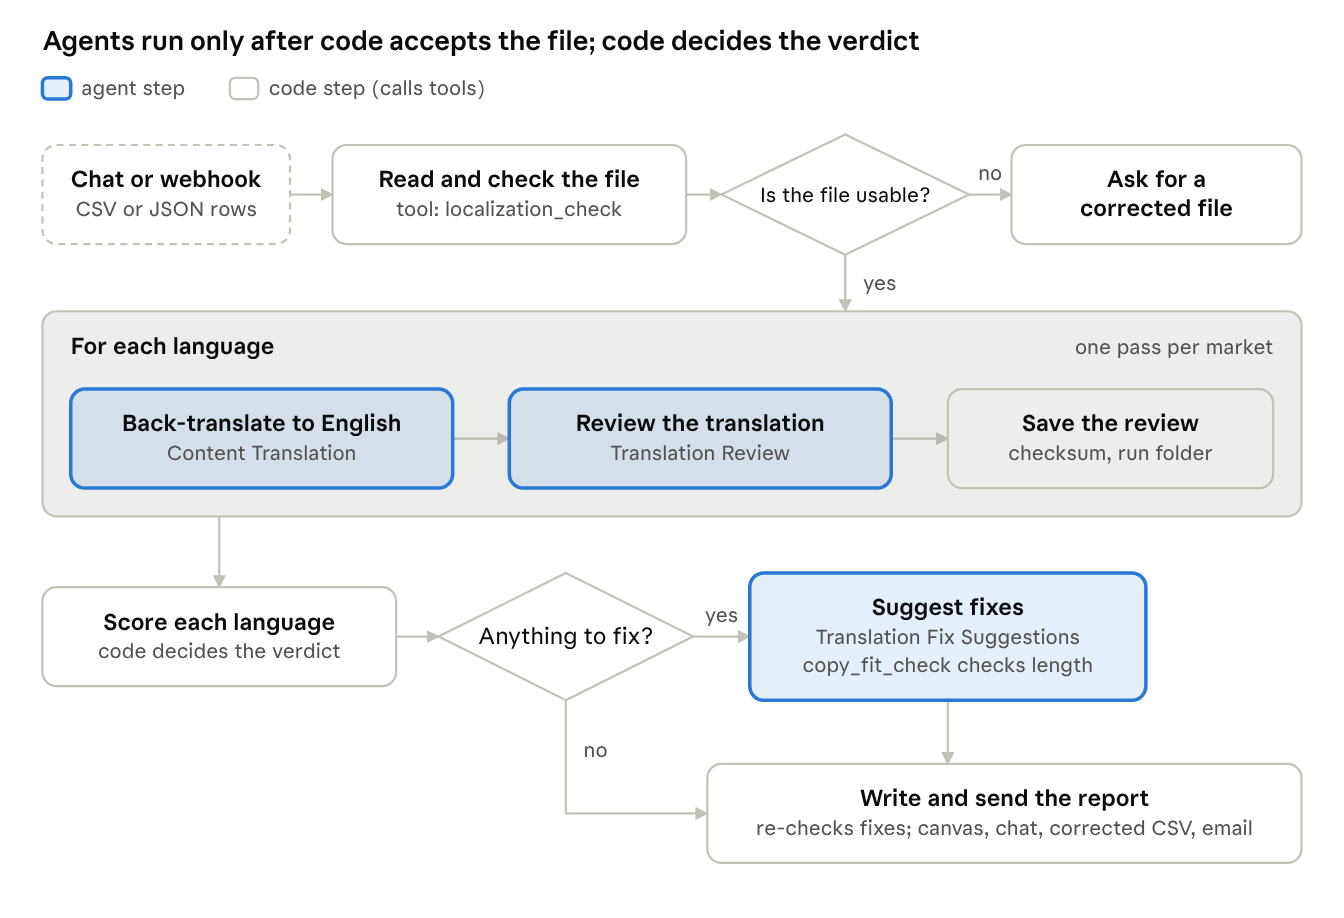 Agents run only after code accepts the file; code decides the verdict
agent step
code step (calls tools)
Chat or webhook
CSV or JSON rows
Read and check the file
tool: localization_check
Is the file usable?
no
Ask for a
corrected file
yes
For each language
one pass per market
Back-translate to English
Content Translation
Review the translation
Translation Review
Save the review
checksum, run folder
Score each language
code decides the verdict
Anything to fix?
yes
Suggest fixes
Translation Fix Suggestions
copy_fit_check checks length
no
Write and send the report
re-checks fixes; canvas, chat, corrected CSV, email